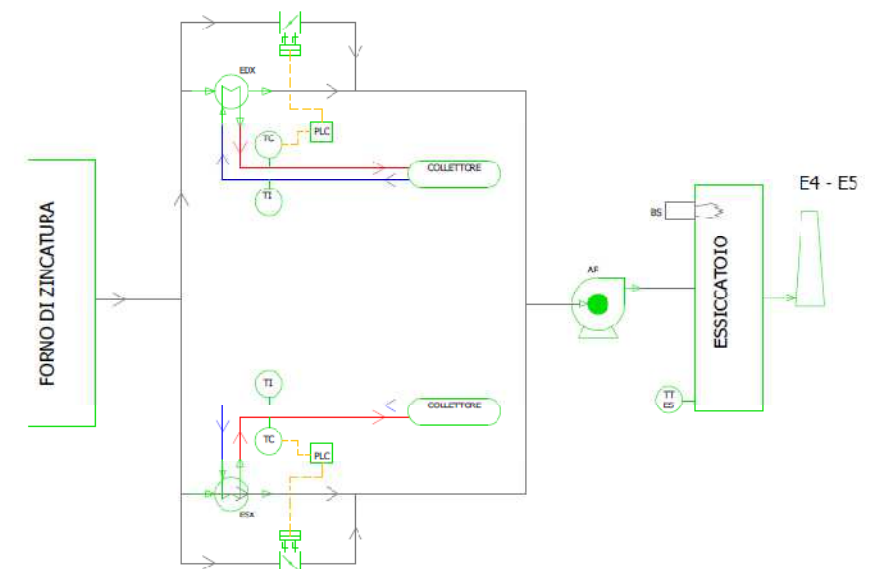 EDX
TC
PLC
COLLETTORE
TI
E4 - E5
BS
FORNO DI ZINCATURA
ESSICCATOIO
AF
TI
COLLETTORE
TT
E5
TC
PLC
ESX